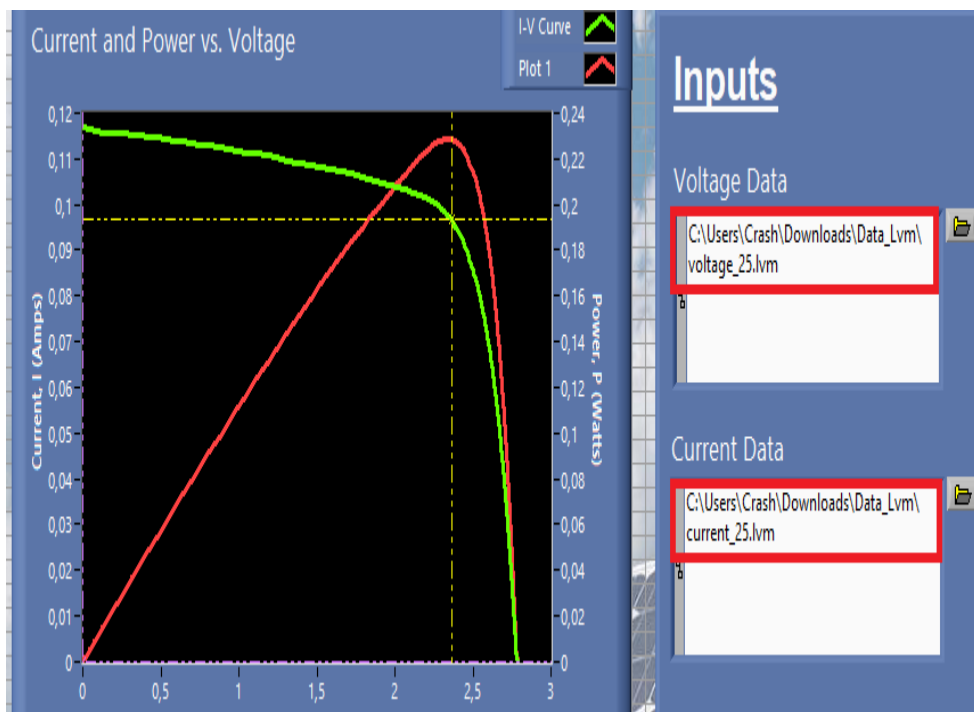 Current and Power vs. Voltage
I-V Curve
Plot 1
0,12
0,11
0,1
0,09
0,08
0,07
0,06
0,05
0,04
0,03
0,02
0,01
0
Current, I (Amps)
0,24
0,22
0,2
0,18
0,16
0,14
0,12
0,1
0,08
0,06
0,04
0,02
0
Power, P (Watts)
0
0,5
1
1,5
2
2,5
3
Inputs
Voltage Data
C:\Users\Crash\Downloads\Data_Lvm\
voltage_25.lvm
Current Data
C:\Users\Crash\Downloads\Data_Lvm\
current_25.lvm